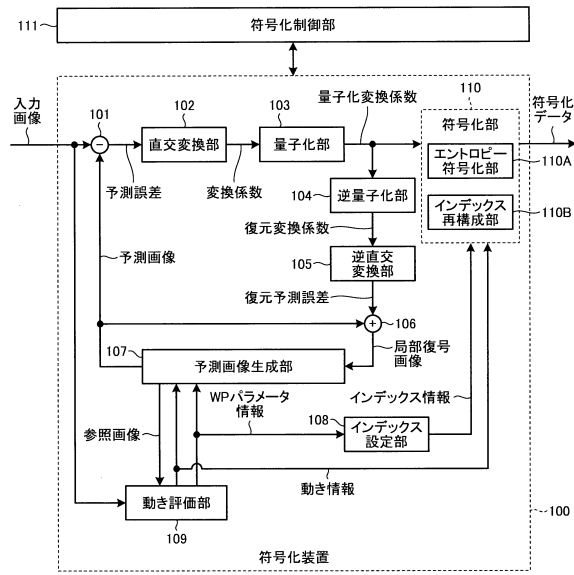 111
符号化制御部
入力
画像
101
102
103
量子化変換係数
110
符号化
データ
−
直交変換部
量子化部
符号化部
エントロピー
符号化部
110A
インデックス
再構成部
110B
予測誤差
変換係数
104
逆量子化部
復元変換係数
予測画像
105
逆直交
変換部
復元予測誤差
+
106
107
予測画像生成部
局部復号
画像
WPパラメータ
情報
インデックス情報
参照画像
108
インデックス
設定部
動き情報
動き評価部
109
100
符号化装置